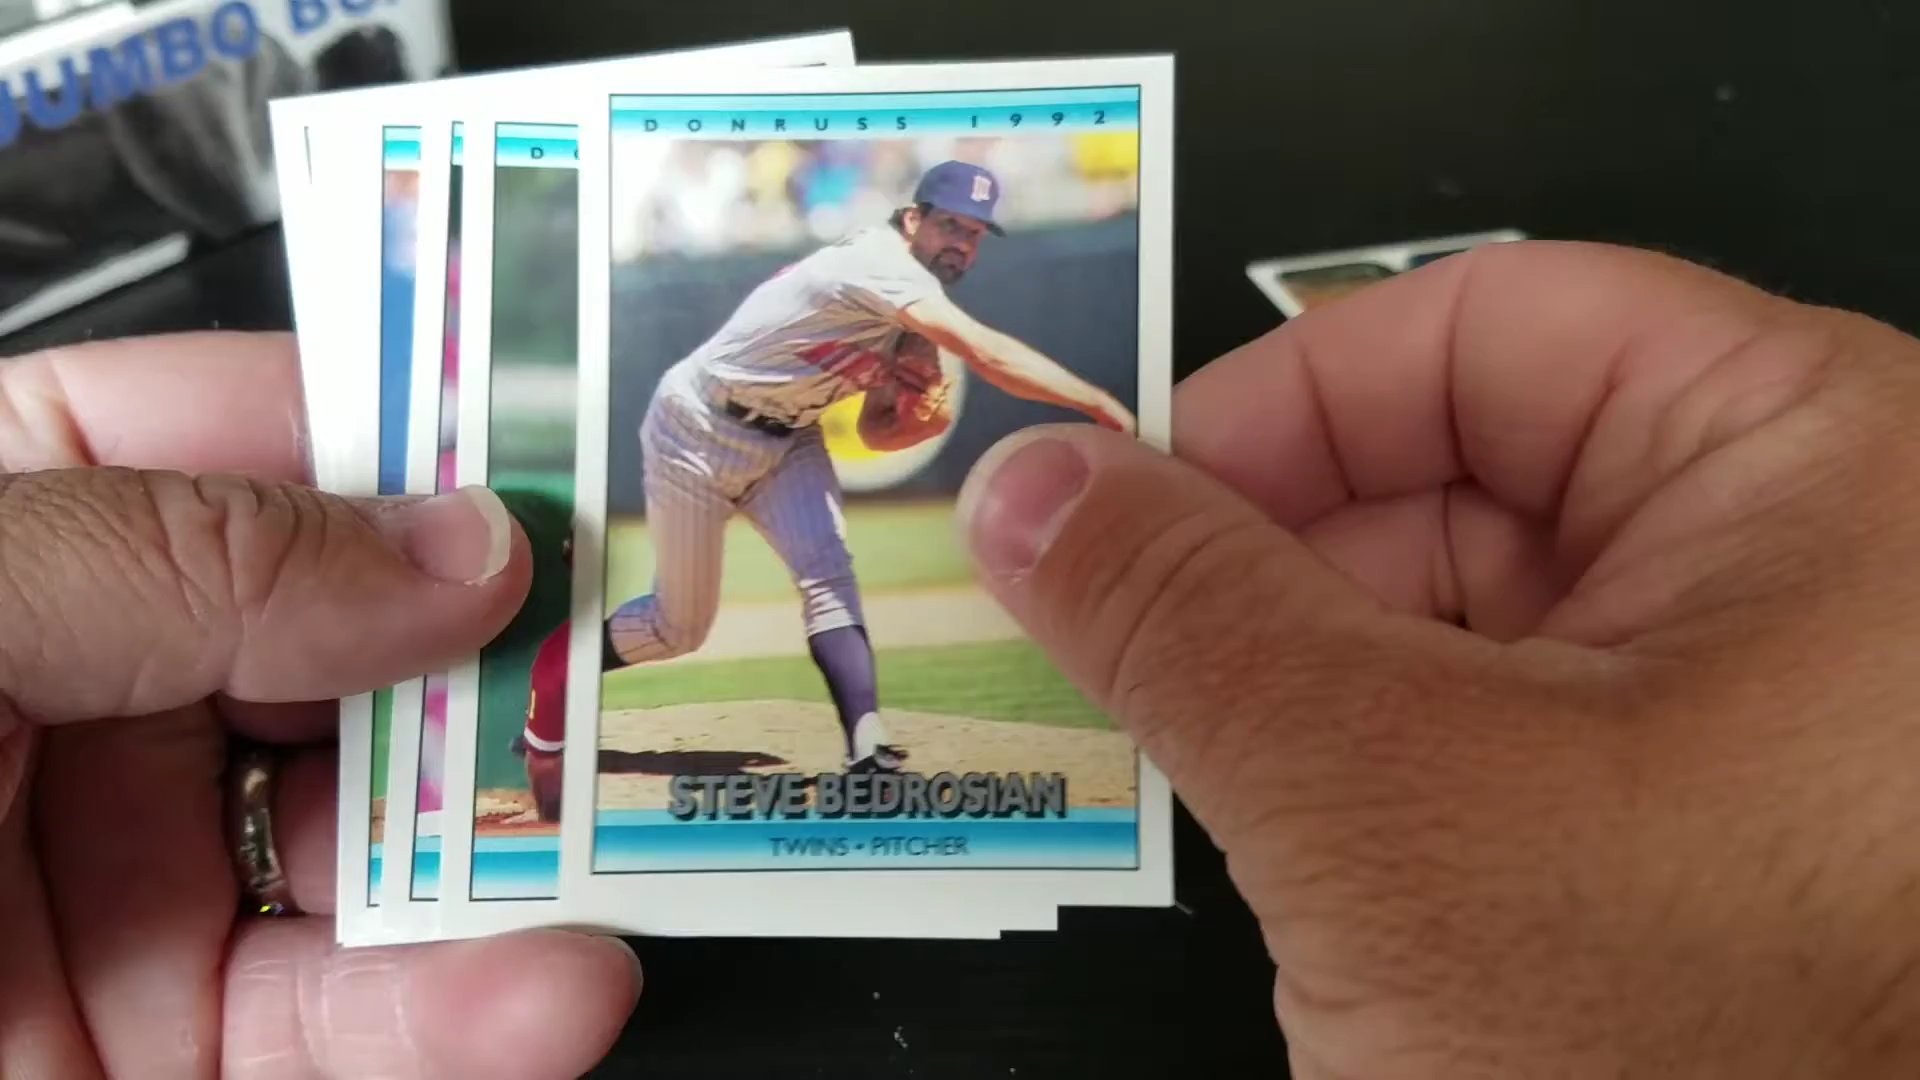 JUMBO
DONRUSS 1992
D
STEVE BEDROSIAN
TWINS • PITCHER